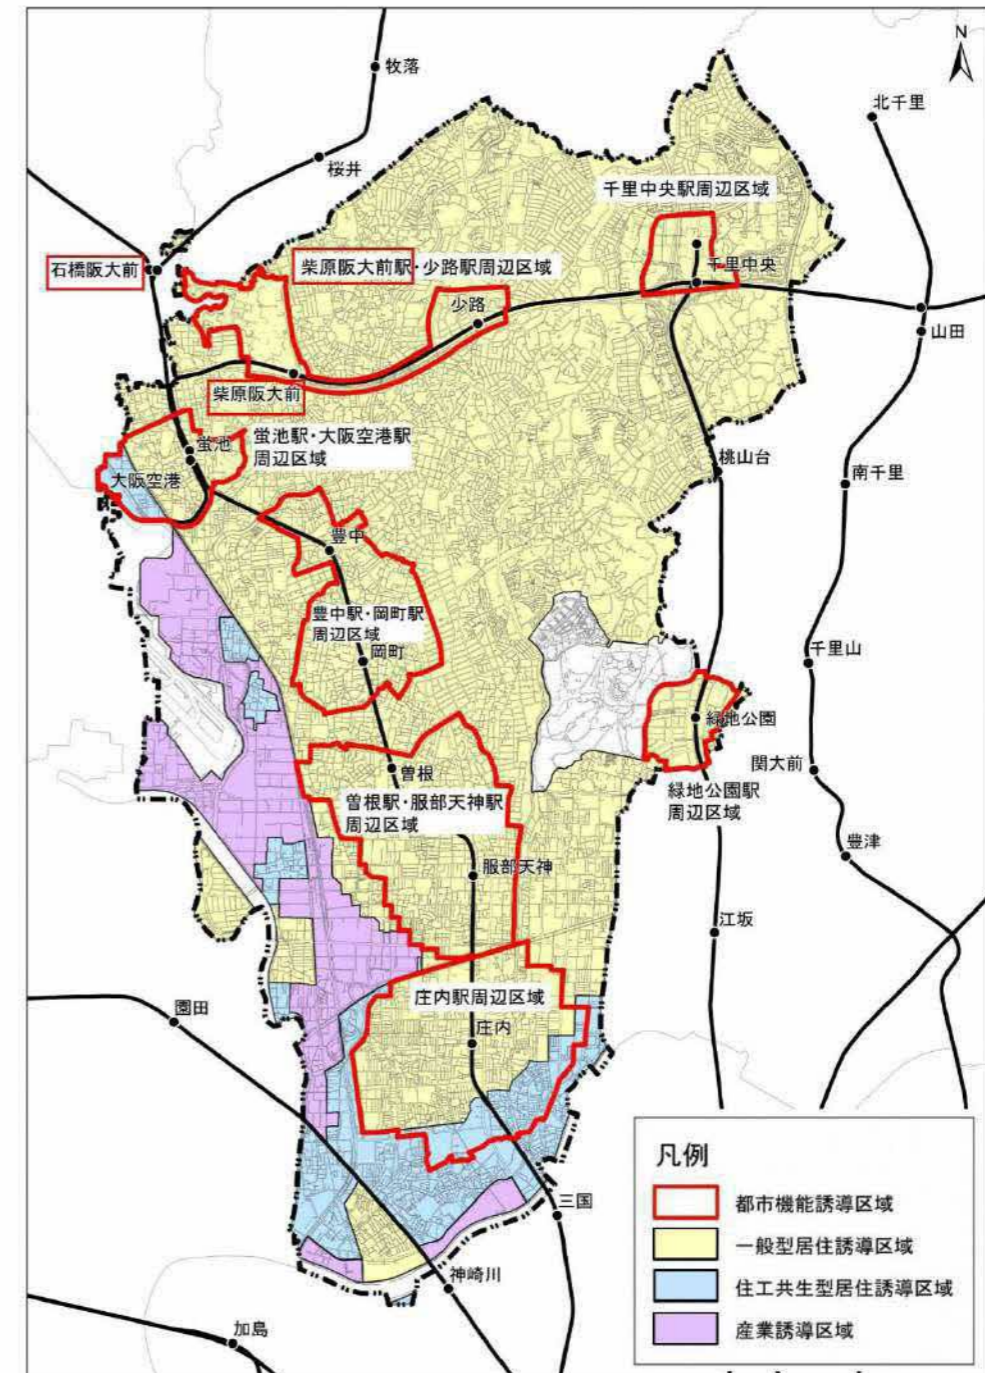 N
牧落
北千里
桜井
千里中央駅周辺区域
石橋阪大前
柴原阪大前駅・少路駅周辺区域
千里中央
少路
山田
柴原阪大前
蛍池
蛍池駅・大阪空港駅
周辺区域
大阪空港
桃山台
南千里
豊中
豊中駅・岡町駅
周辺区域
岡町
千里山
緑地公園
曽根
関大前
緑地公園駅
周辺区域
曽根駅・服部天神駅
周辺区域
豊津
服部天神
江坂
庄内駅周辺区域
園田
庄内
三国
神崎川
加島
凡例
都市機能誘導区域
一般型居住誘導区域
住工共生型居住誘導区域
産業誘導区域